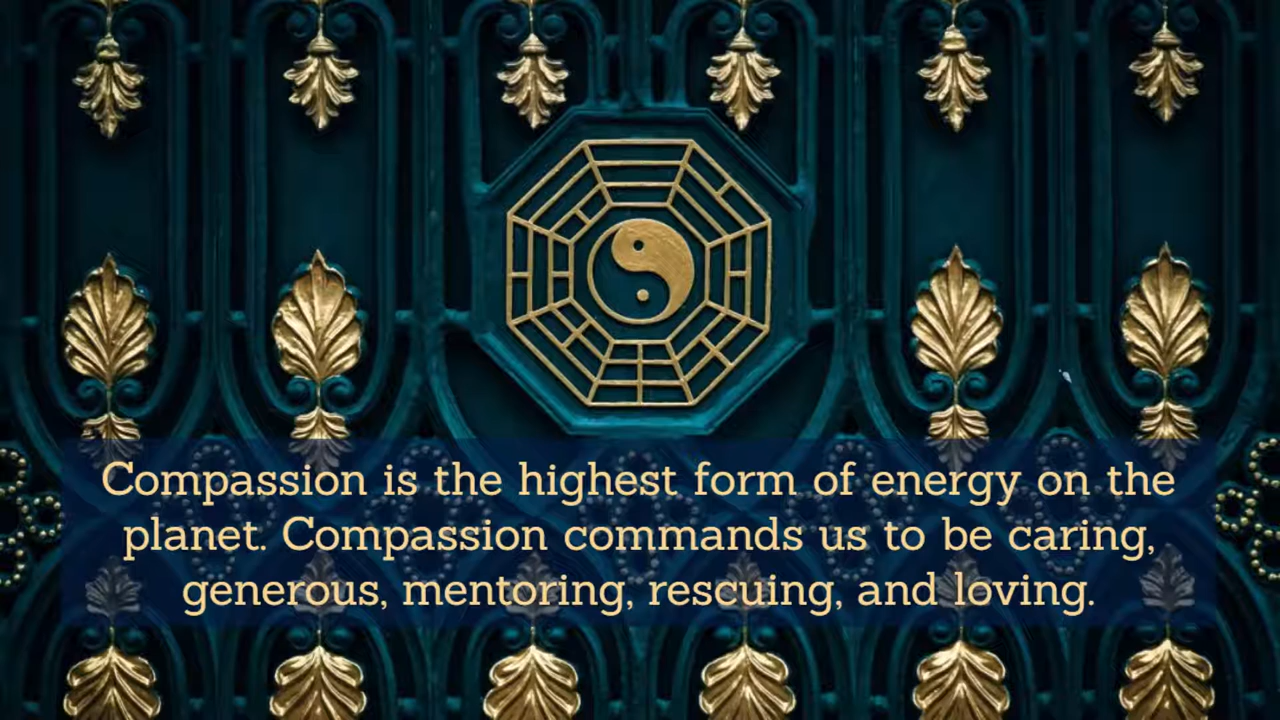 Compassion is the highest form of energy on the
planet. Compassion commands us to be caring,
generous, mentoring, rescuing, and loving.